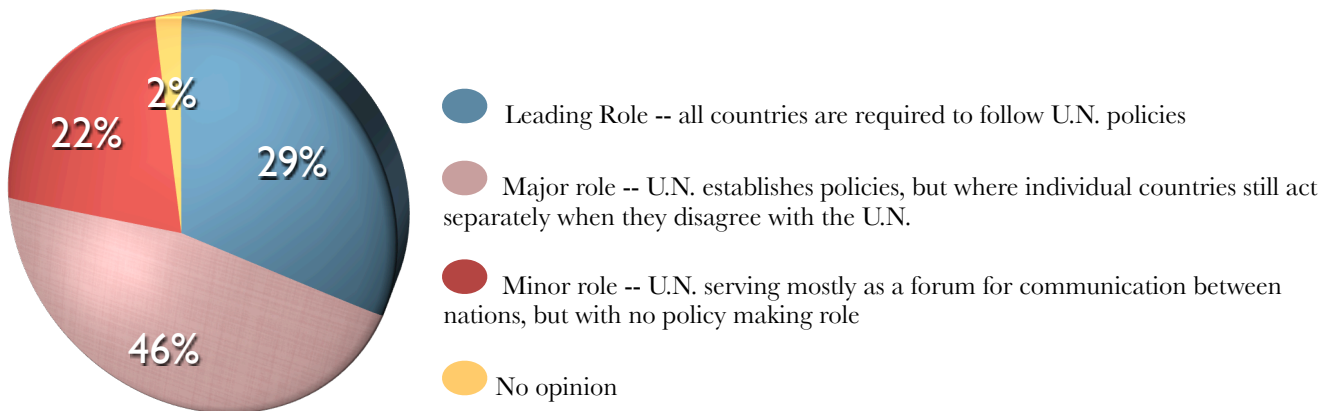 2%
22%
29%
46%
Leading Role -- all countries are required to follow U.N. policies
Major role -- U.N. establishes policies, but where individual countries still act
separately when they disagree with the U.N.
Minor role -- U.N. serving mostly as a forum for communication between
nations, but with no policy making role
No opinion